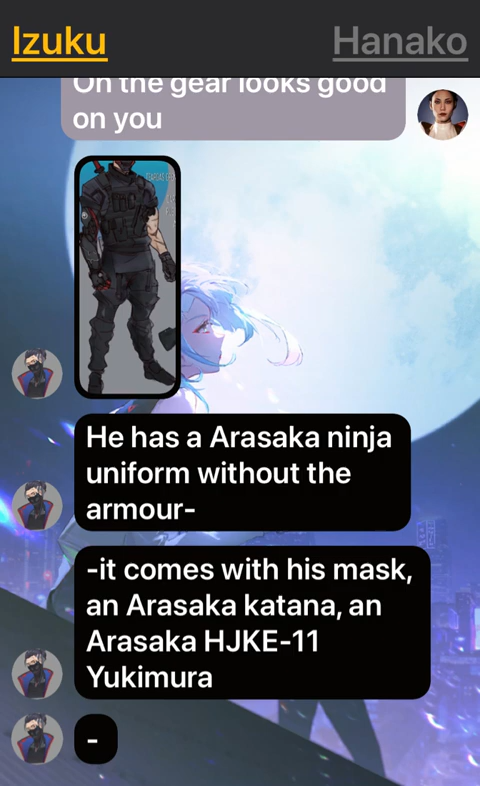 Izuku
Hanako
On the gear looks good
on you
He has a Arasaka ninja
uniform without the
armour-
-it comes with his mask,
an Arasaka katana, an
Arasaka HJKE-11
Yukimura
-